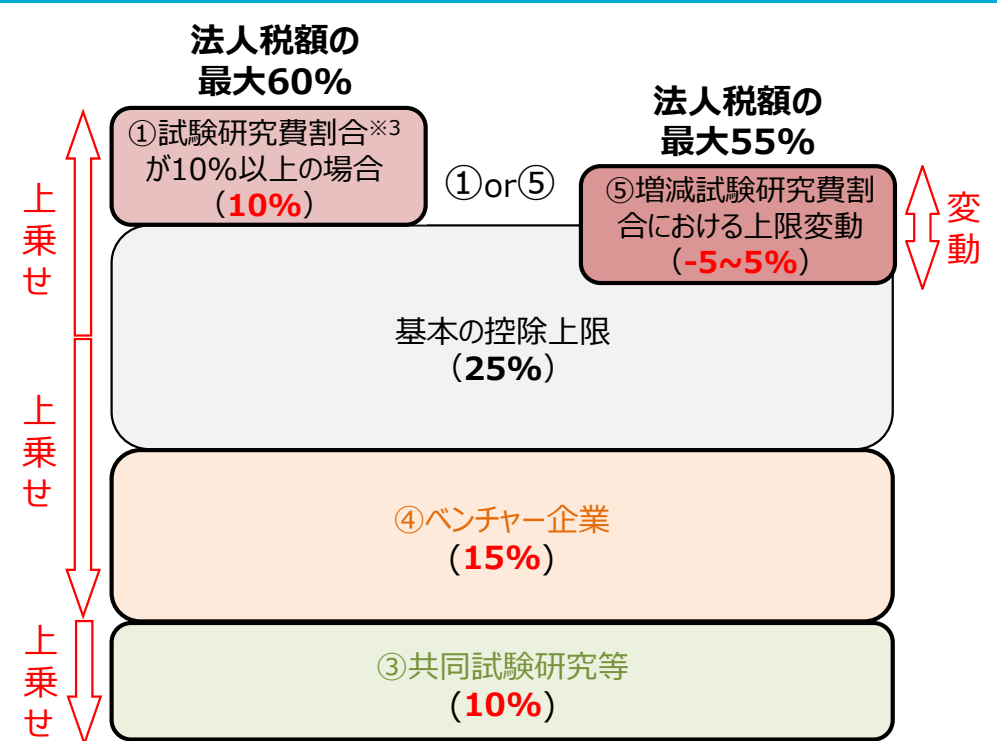 法人税額の
最大60%
法人税額の
最大55%
①試験研究費割合※3
が10%以上の場合
（10%）
①or⑤
⑤増減試験研究費割
合における上限変動
（-5~5%）
上乗せ
変動
基本の控除上限
（25%）
上乗せ
④ベンチャー企業
(15%)
上乗せ
③共同試験研究等
(10%)